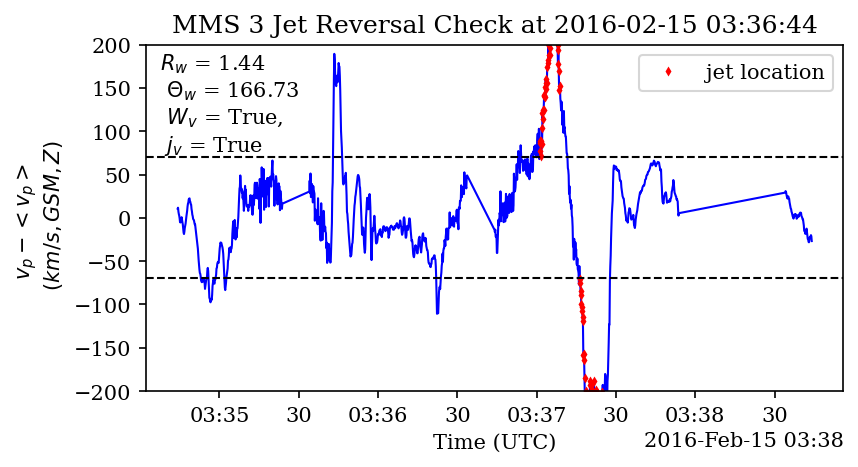 MMS 3 Jet Reversal Check at 2016-02-15 03:36:44
R_w = 1.44
Θ_w = 166.73
W_v = True,
j_v = True
jet location
v_p − < v_p >
(km/s, GSM, Z)
200
150
100
50
0
−50
−100
−150
−200
03:35 30 03:36 30 03:37 30 03:38 30
Time (UTC)
2016-Feb-15 03:38